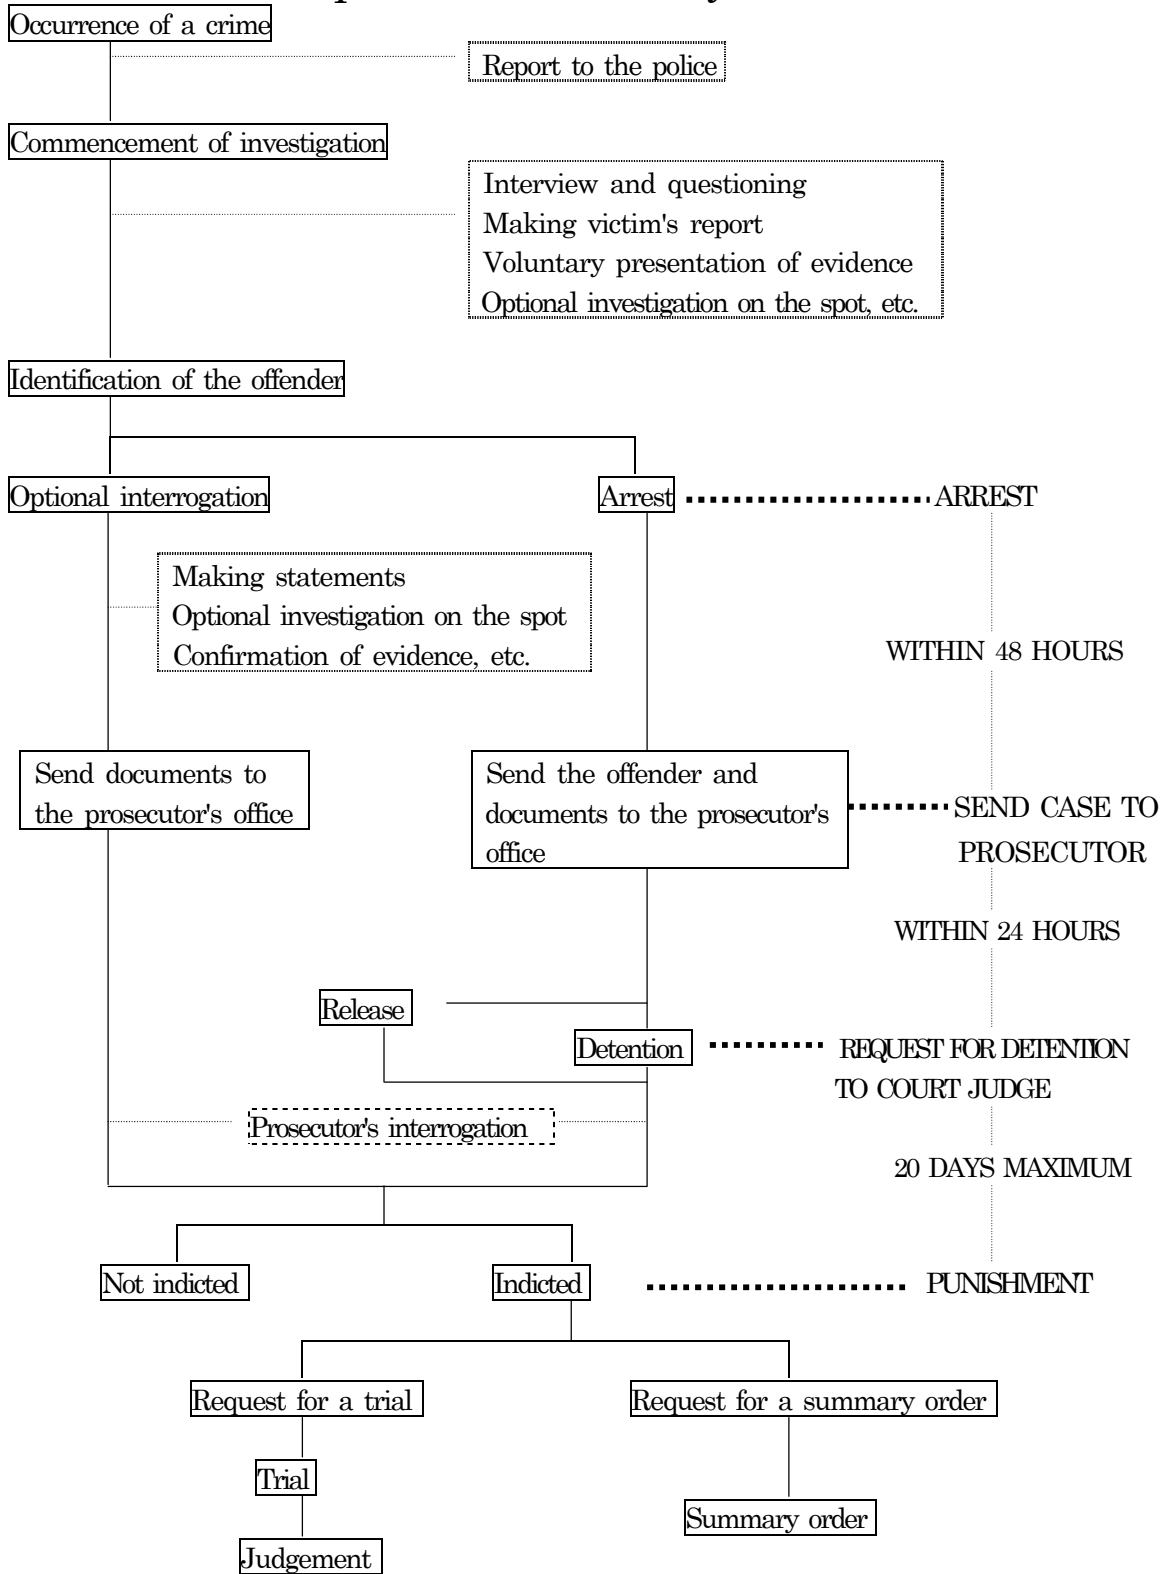 Occurrence of a crime
Report to the police
Commencement of investigation
Interview and questioning
Making victim's report
Voluntary presentation of evidence
Optional investigation on the spot, etc.
Identification of the offender
Optional interrogation
Arrest
ARREST
Making statements
Optional investigation on the spot
Confirmation of evidence, etc.
WITHIN 48 HOURS
Send documents to
the prosecutor's office
Send the offender and
documents to the prosecutor's
office
SEND CASE TO
PROSECUTOR
WITHIN 24 HOURS
Release
Detention
REQUEST FOR DETENTION
TO COURT JUDGE
Prosecutor's interrogation
20 DAYS MAXIMUM
Not indicted
Indicted
PUNISHMENT
Request for a trial
Request for a summary order
Trial
Summary order
Judgement